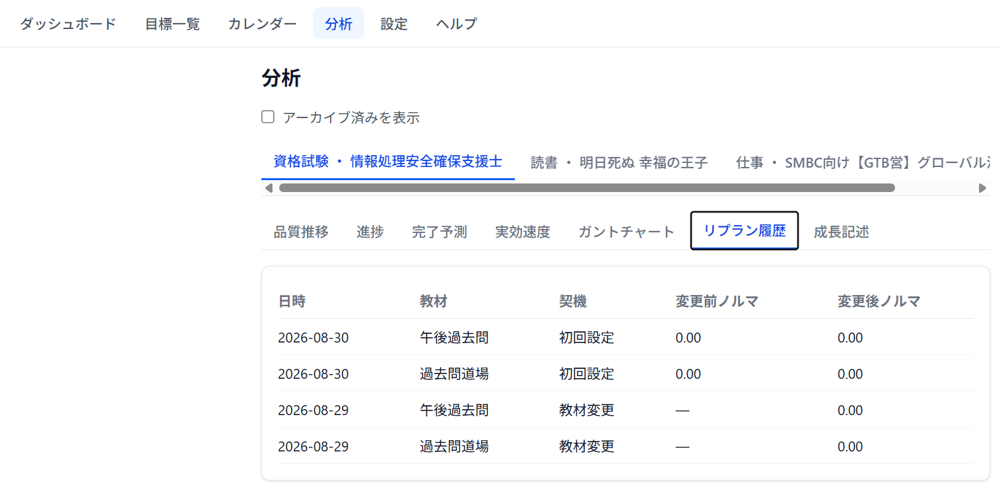 ダッシュボード 目標一覧 カレンダー 分析 設定 ヘルプ
分析
アーカイブ済みを表示
資格試験 ・ 情報処理安全確保支援士 読書 ・ 明日死ぬ 幸福の王子 仕事 ・ SMBC向け【GTB営】グローバル
品質推移 進捗 完了予測 実効速度 ガントチャート リプラン履歴 成長記述
日時 教材 契機 変更前ノルマ 変更後ノルマ
2026-08-30 午後過去問 初回設定 0.00 0.00
2026-08-30 過去問道場 初回設定 0.00 0.00
2026-08-29 午後過去問 教材変更 — 0.00
2026-08-29 過去問道場 教材変更 — 0.00